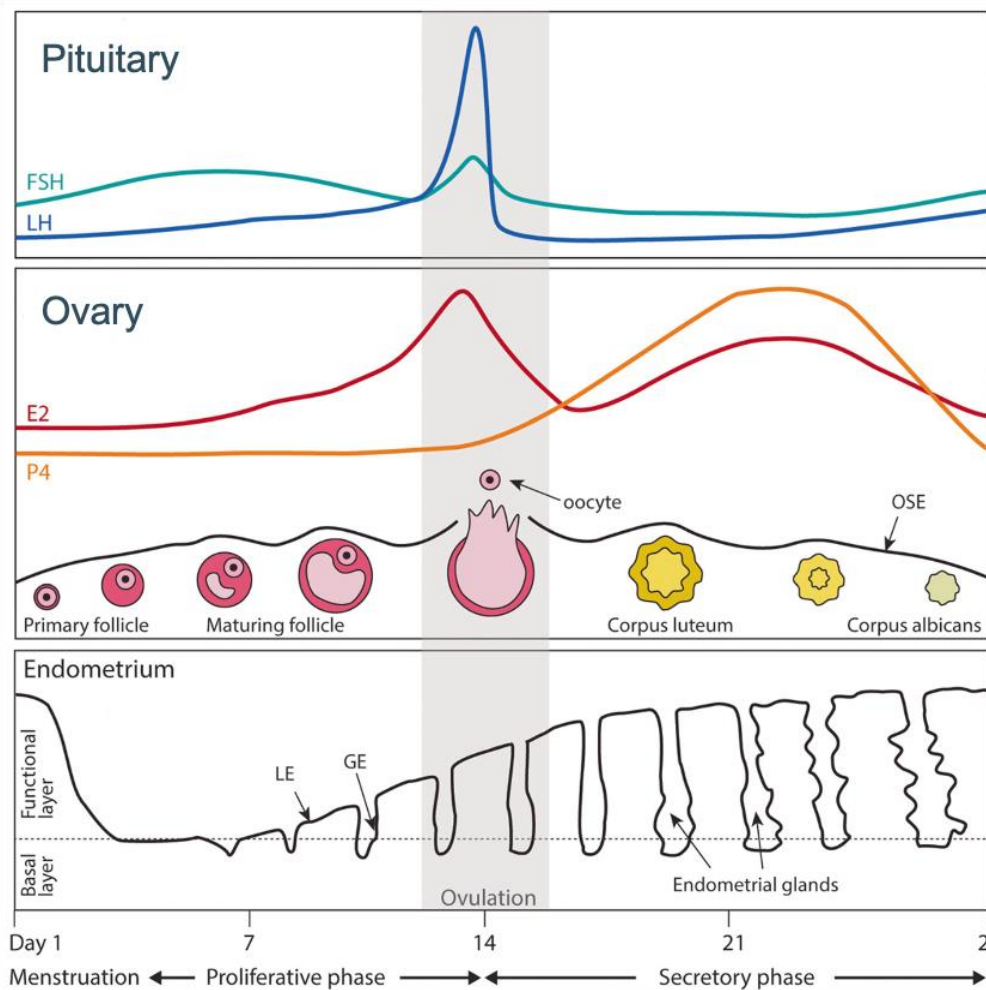 Pituitary
FSH
LH
Ovary
E2
P4
oocyte
OSE
Primary follicle
Maturing follicle
Corpus luteum
Corpus albicans
Endometrium
Functional
layer
LE
GE
Basal
layer
Endometrial glands
Ovulation
Day 1
7
14
21
2
Menstruation
Proliferative phase
Secretory phase